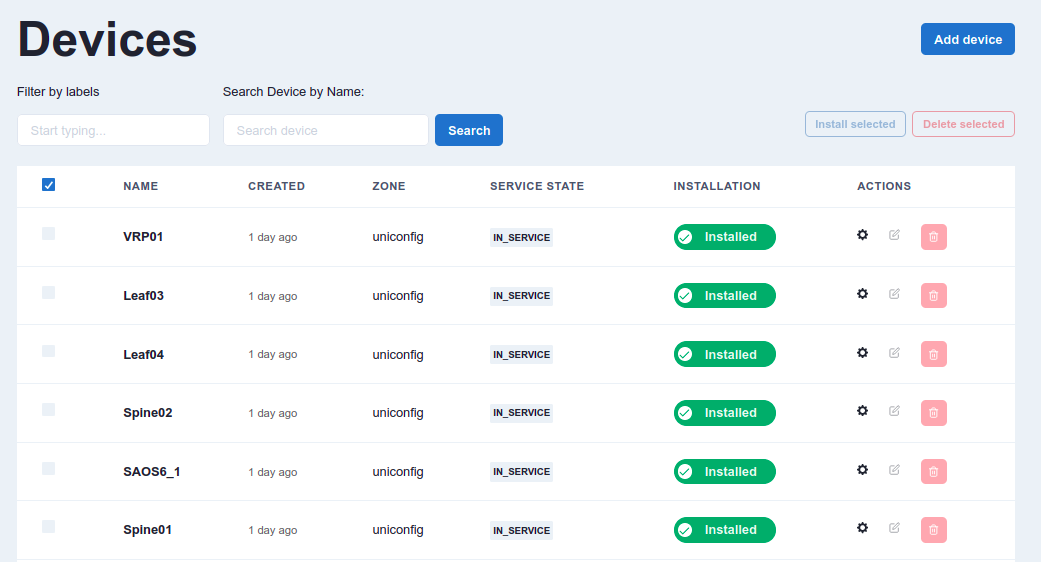 Devices
Add device
Filter by labels
Search Device by Name:
Start typing...
Search device
Search
Install selected
Delete selected
NAME CREATED ZONE SERVICE STATE INSTALLATION ACTIONS
VRP01 1 day ago uniconfig IN_SERVICE Installed
Leaf03 1 day ago uniconfig IN_SERVICE Installed
Leaf04 1 day ago uniconfig IN_SERVICE Installed
Spine02 1 day ago uniconfig IN_SERVICE Installed
SAOS6_1 1 day ago uniconfig IN_SERVICE Installed
Spine01 1 day ago uniconfig IN_SERVICE Installed